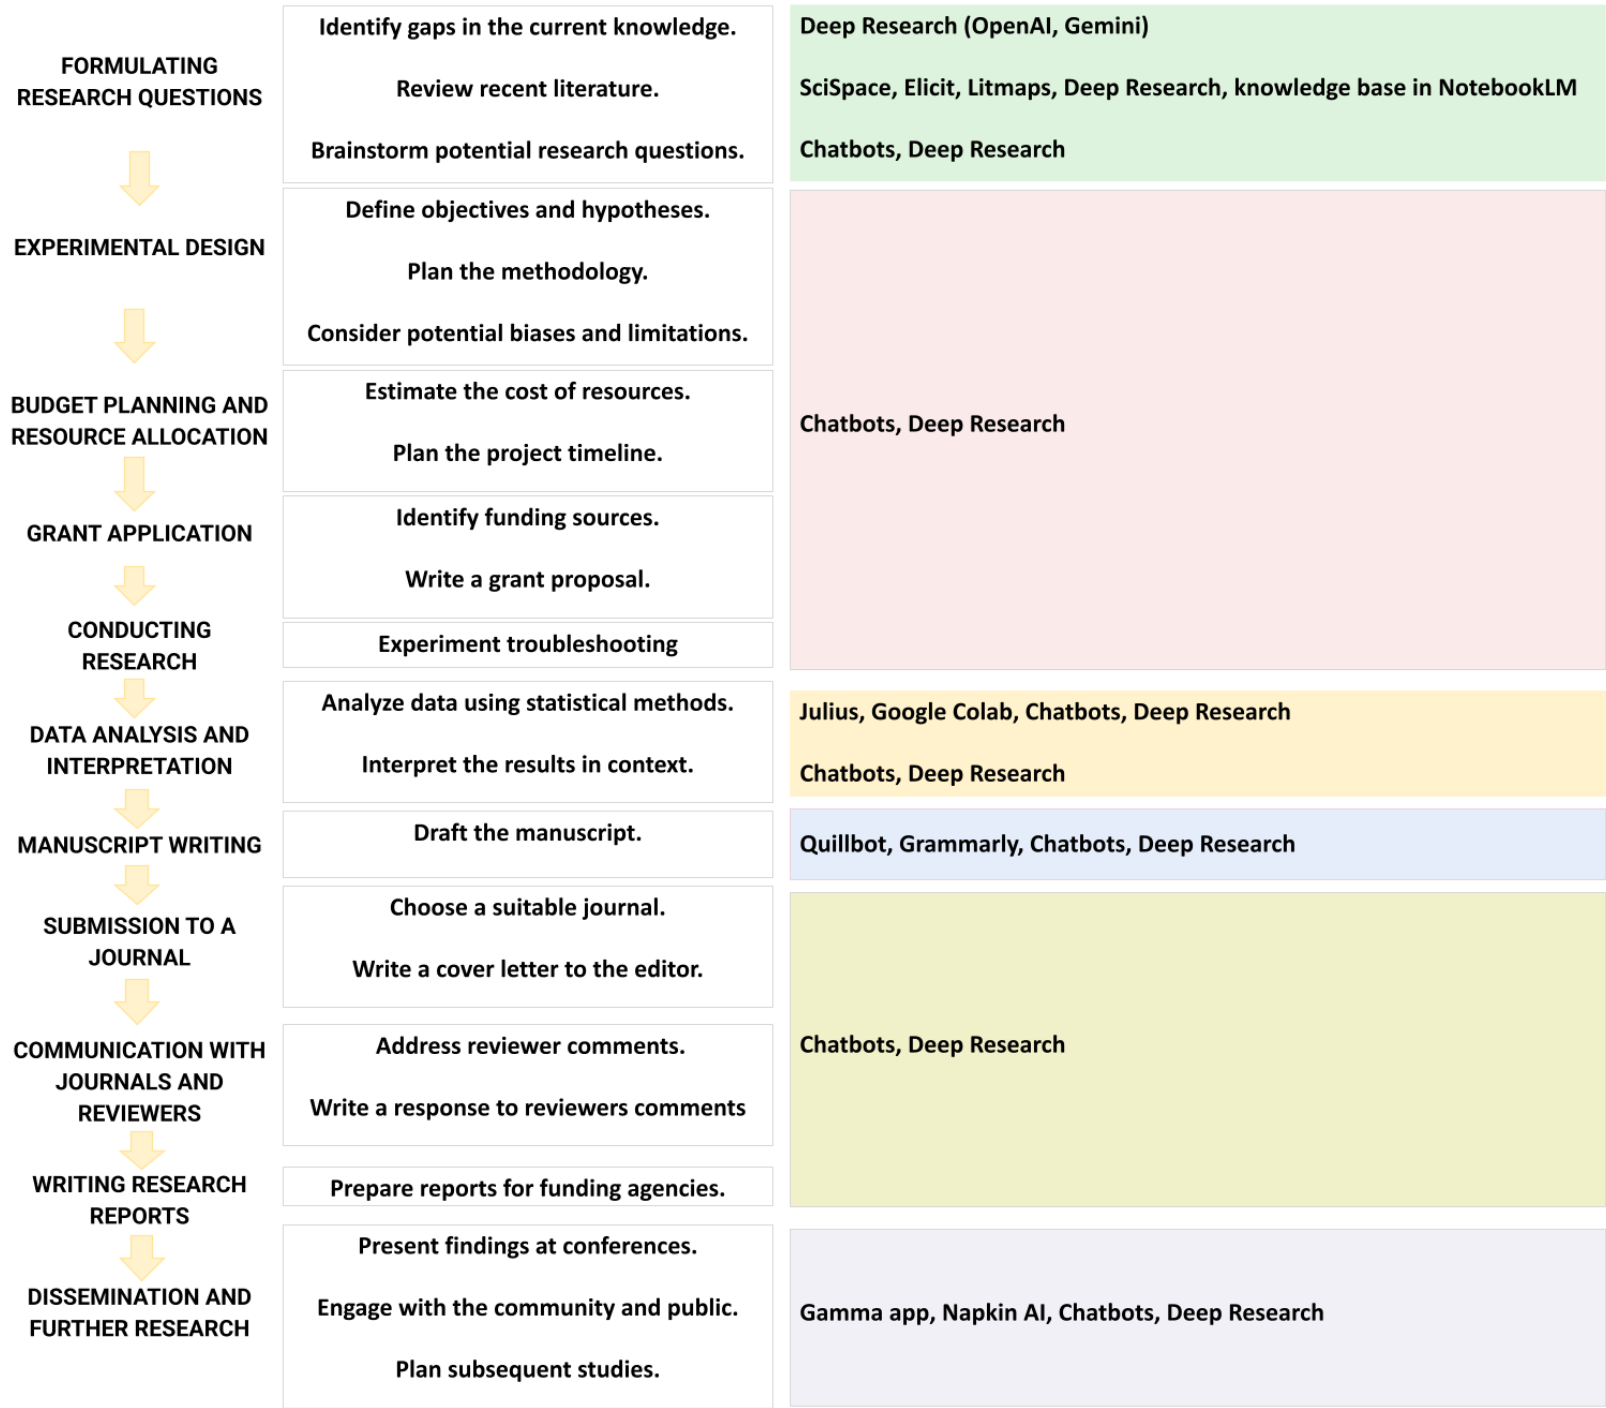 FORMULATING
RESEARCH QUESTIONS
Identify gaps in the current knowledge.
Review recent literature.
Brainstorm potential research questions.
Deep Research (OpenAI, Gemini)
SciSpace, Elicit, Litmaps, Deep Research, knowledge base in NotebookLM
Chatbots, Deep Research
EXPERIMENTAL DESIGN
Define objectives and hypotheses.
Plan the methodology.
Consider potential biases and limitations.
BUDGET PLANNING AND
RESOURCE ALLOCATION
Estimate the cost of resources.
Plan the project timeline.
Chatbots, Deep Research
GRANT APPLICATION
Identify funding sources.
Write a grant proposal.
CONDUCTING
RESEARCH
Experiment troubleshooting
DATA ANALYSIS AND
INTERPRETATION
Analyze data using statistical methods.
Interpret the results in context.
Julius, Google Colab, Chatbots, Deep Research
Chatbots, Deep Research
MANUSCRIPT WRITING
Draft the manuscript.
Quillbot, Grammarly, Chatbots, Deep Research
SUBMISSION TO A
JOURNAL
Choose a suitable journal.
Write a cover letter to the editor.
COMMUNICATION WITH
JOURNALS AND
REVIEWERS
Address reviewer comments.
Write a response to reviewers comments
Chatbots, Deep Research
WRITING RESEARCH
REPORTS
Prepare reports for funding agencies.
DISSEMINATION AND
FURTHER RESEARCH
Present findings at conferences.
Engage with the community and public.
Plan subsequent studies.
Gamma app, Napkin AI, Chatbots, Deep Research